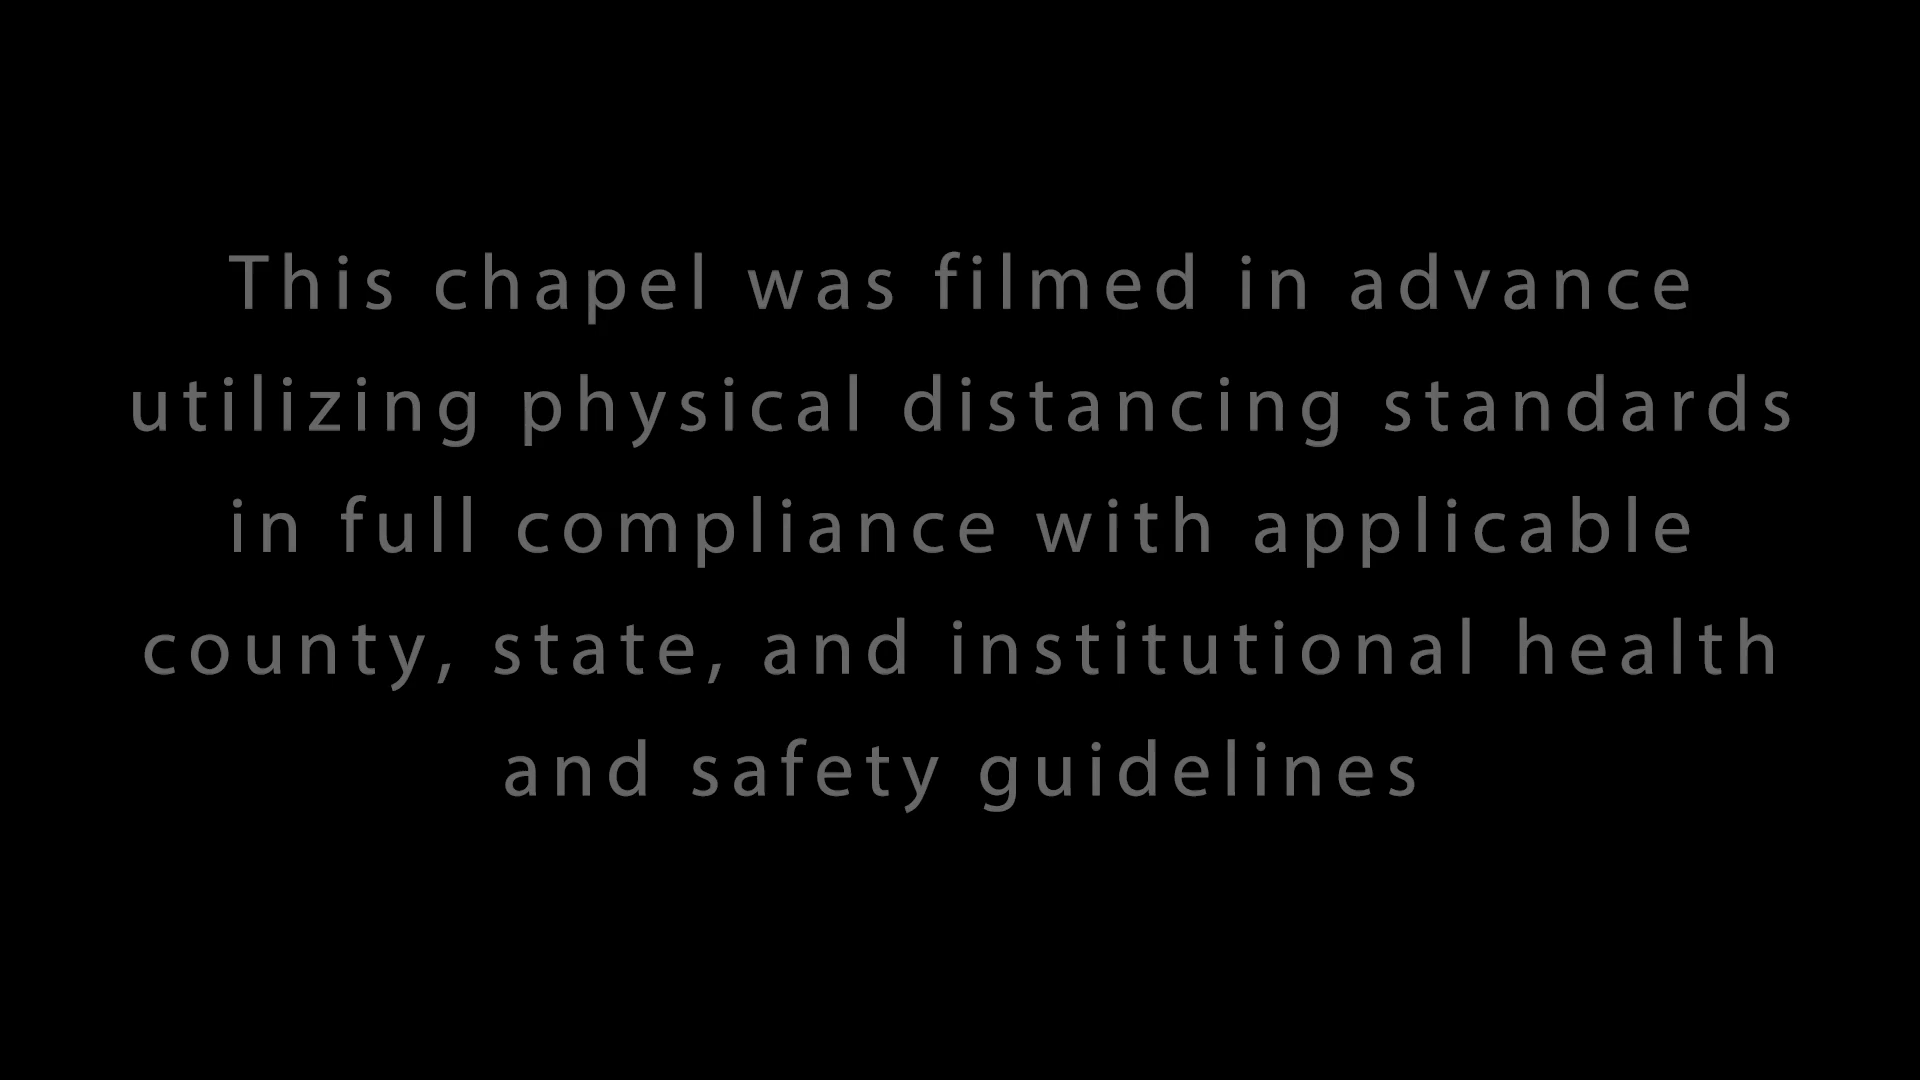 This chapel was filmed in advance
utilizing physical distancing standards
in full compliance with applicable
county, state, and institutional health
and safety guidelines